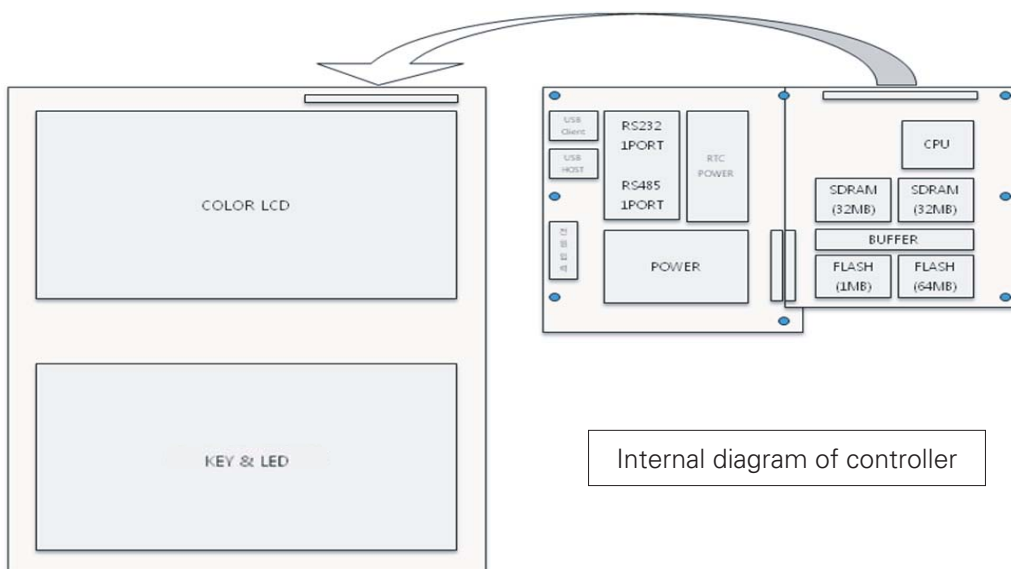 COLOR LCD
KEY & LED
USB
Client
USB
HOST
RS232
1PORT
RS485
1PORT
RTC
POWER
POWER
CPU
SDRAM
(32MB)
SDRAM
(32MB)
BUFFER
FLASH
(1MB)
FLASH
(64MB)
Internal diagram of controller